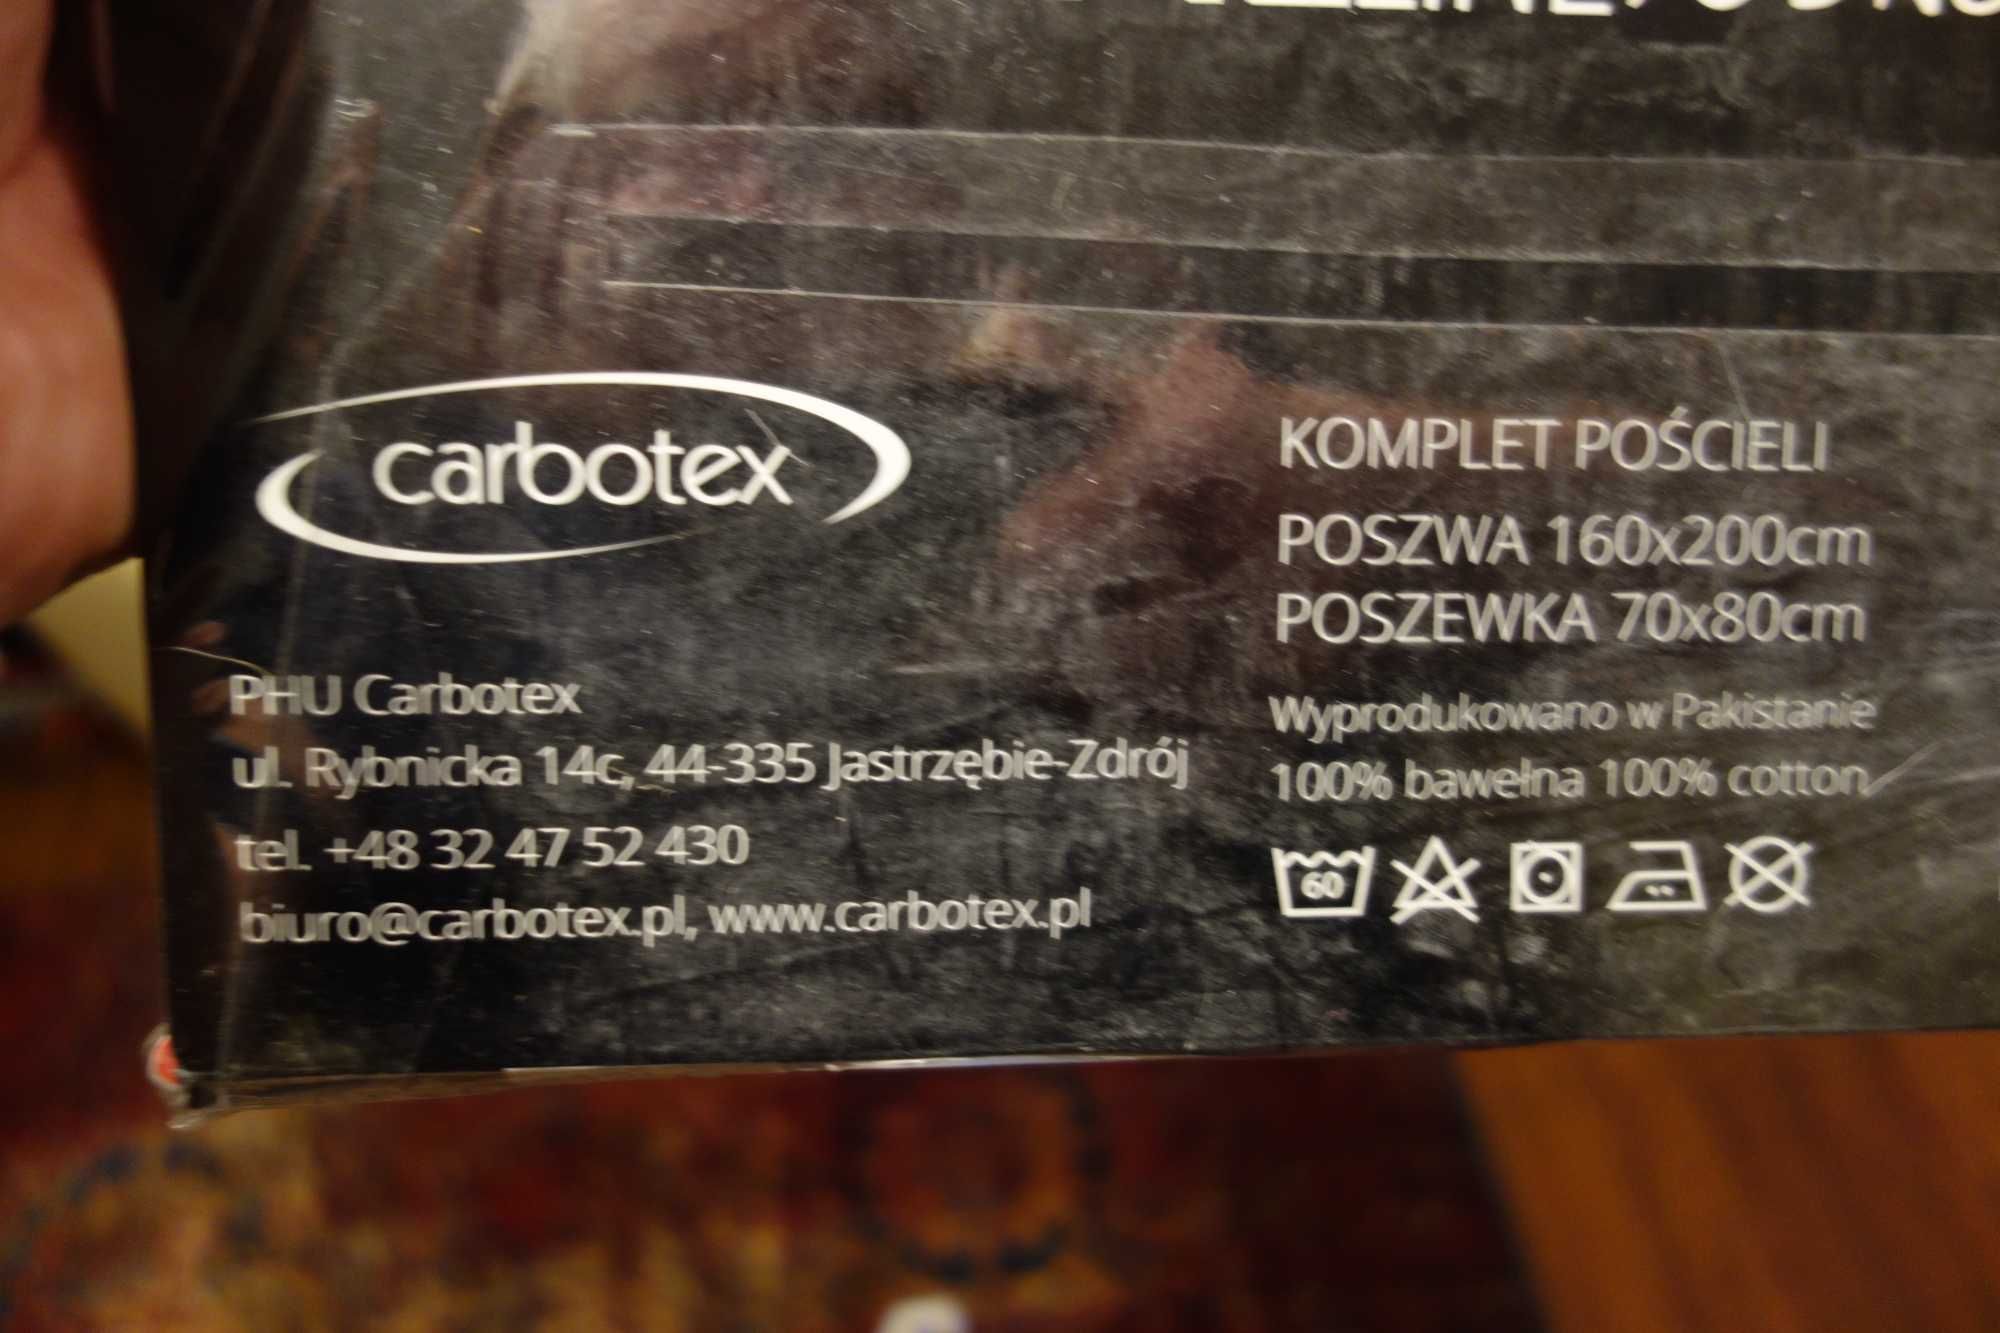 carbotex
PHU Carbotex
ul. Rybnicka 14c, 44-335 Jastrzębie-Zdrój
tel. +48 32 47 52 430
biuro@carbotex.pl, www.carbotex.pl
KOMPLET POŚCIELI
POSZWA 160x200cm
POSZEWKA 70x80cm
Wyprodukowano w Pakistanie
100% bawełna 100% cotton
60